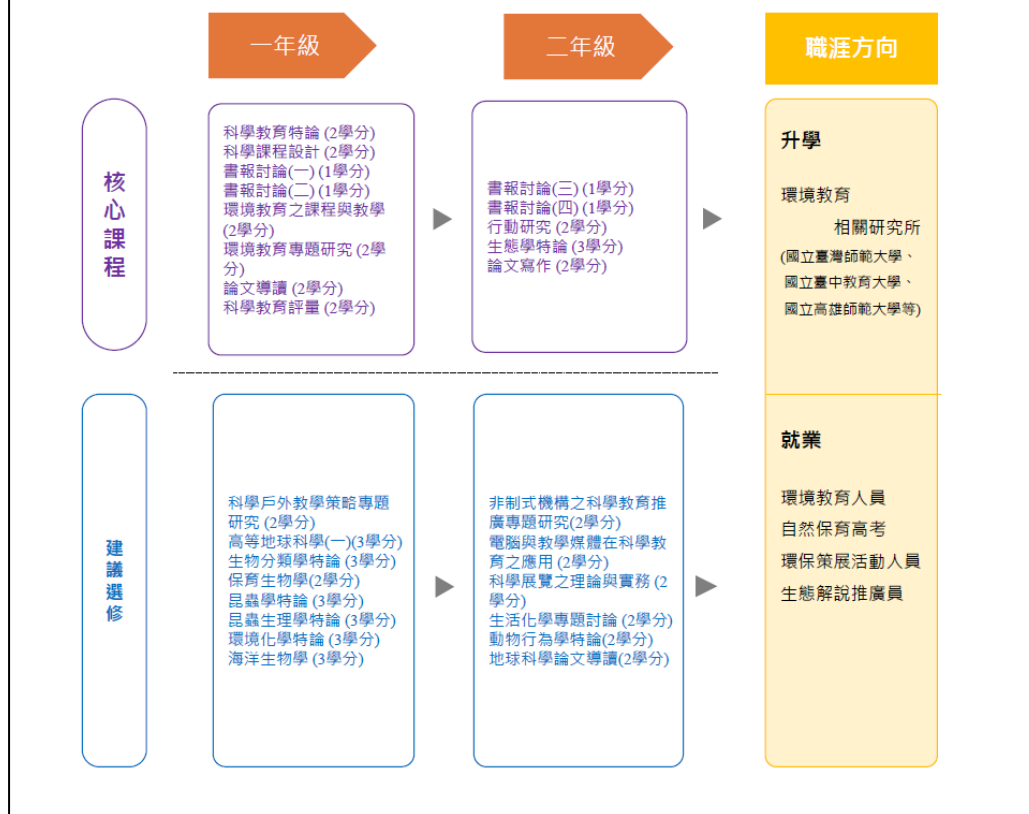 一年級
二年級
職涯方向
核
心
課
程
科學教育特論 (2學分)
科學課程設計 (2學分)
書報討論(一) (1學分)
書報討論(二) (1學分)
環境教育之課程與教學
(2學分)
環境教育專題研究 (2學
分)
論文導讀 (2學分)
科學教育評量 (2學分)
書報討論(三) (1學分)
書報討論(四) (1學分)
行動研究 (2學分)
生態學特論 (3學分)
論文寫作 (2學分)
升學
環境教育
相關研究所
(國立臺灣師範大學、
國立臺中教育大學、
國立高雄師範大學等)
建
議
選
修
科學戶外教學策略專題
研究 (2學分)
高等地球科學(一)(3學分)
生物分類學特論 (3學分)
保育生物學(2學分)
昆蟲學特論 (3學分)
昆蟲生理學特論 (3學分)
環境化學特論 (3學分)
海洋生物學 (3學分)
非制式機構之科學教育推
廣專題研究(2學分)
電腦與教學媒體在科學教
育之應用 (2學分)
科學展覽之理論與實務 (2
學分)
生活化學專題討論 (2學分)
動物行為學特論(2學分)
地球科學論文導讀(2學分)
就業
環境教育人員
自然保育高考
環保策展活動人員
生態解說推廣員